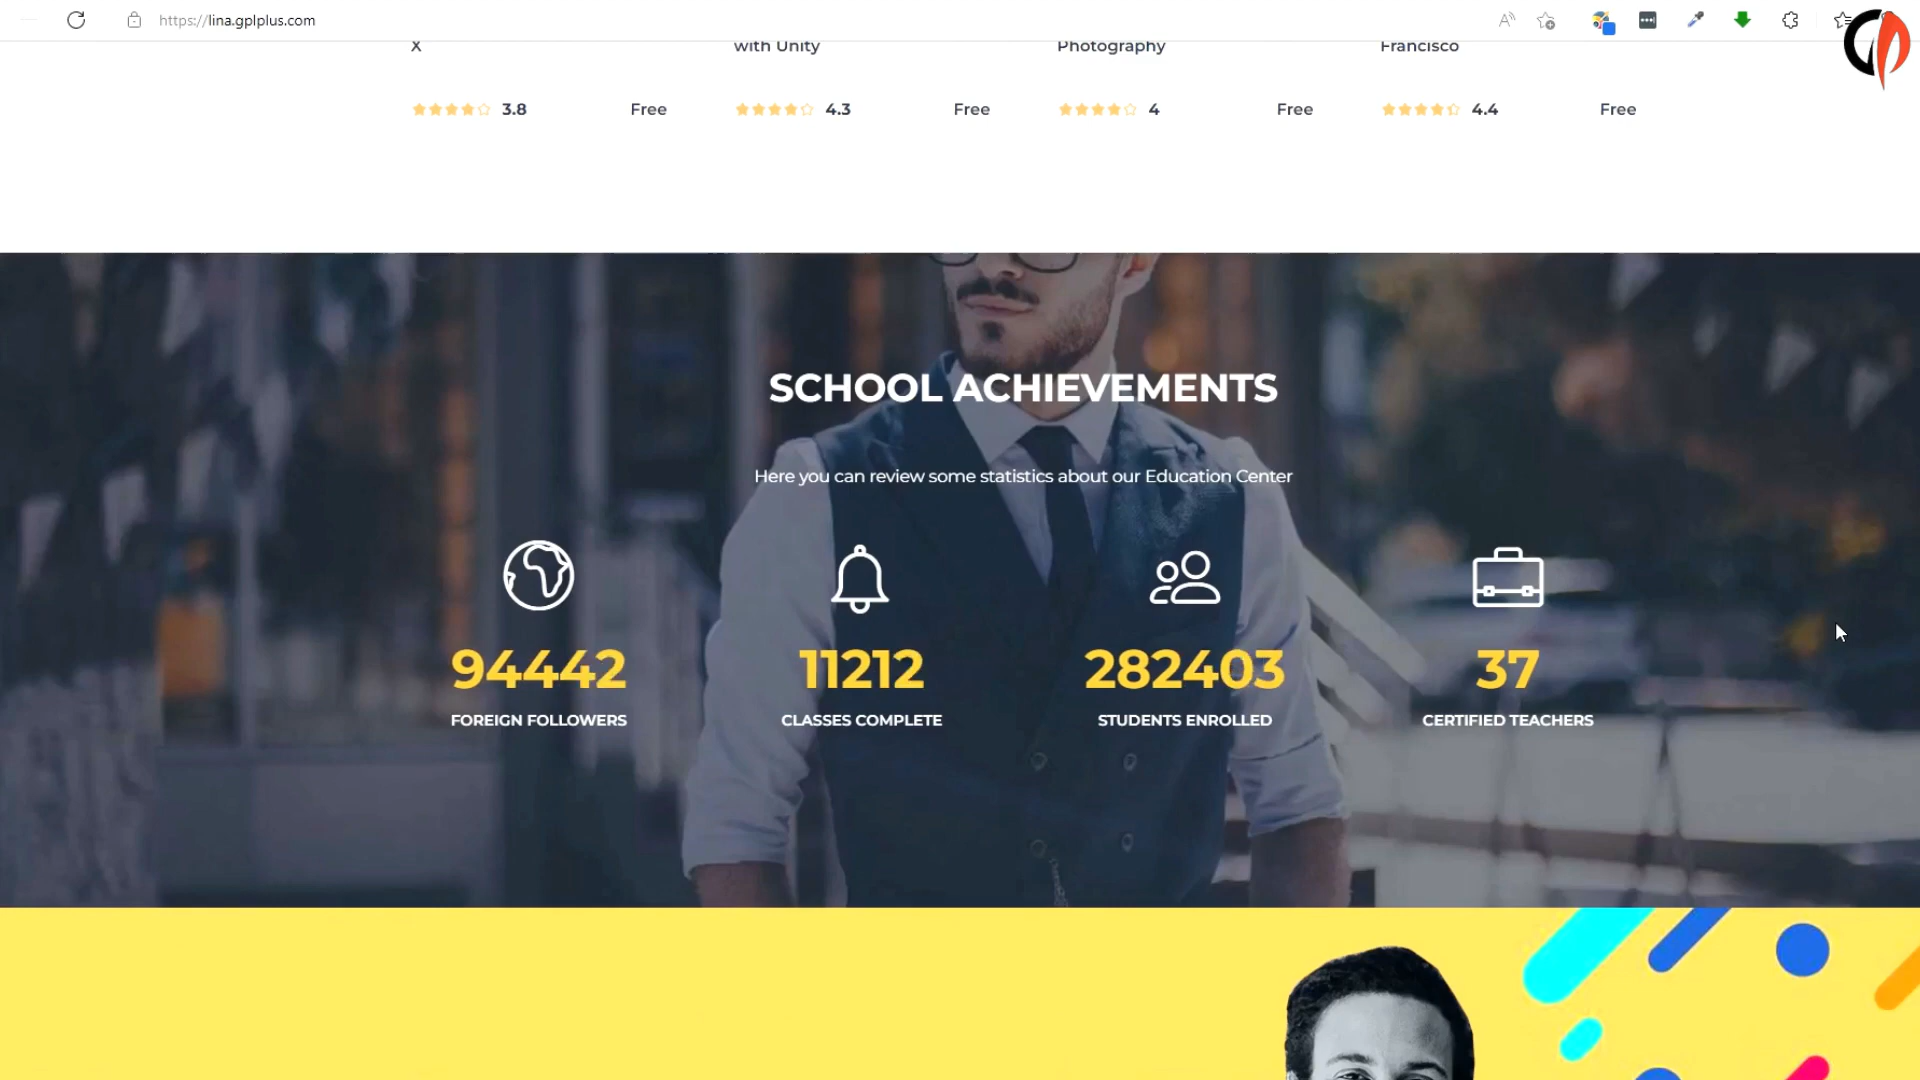 https://lina.gplplus.com
X
with Unity
Photography
Francisco
3.8
Free
4.3
Free
4
Free
4.4
Free
SCHOOL ACHIEVEMENTS
Here you can review some statistics about our Education Center
94442
11212
282403
37
FOREIGN FOLLOWERS
CLASSES COMPLETE
STUDENTS ENROLLED
CERTIFIED TEACHERS